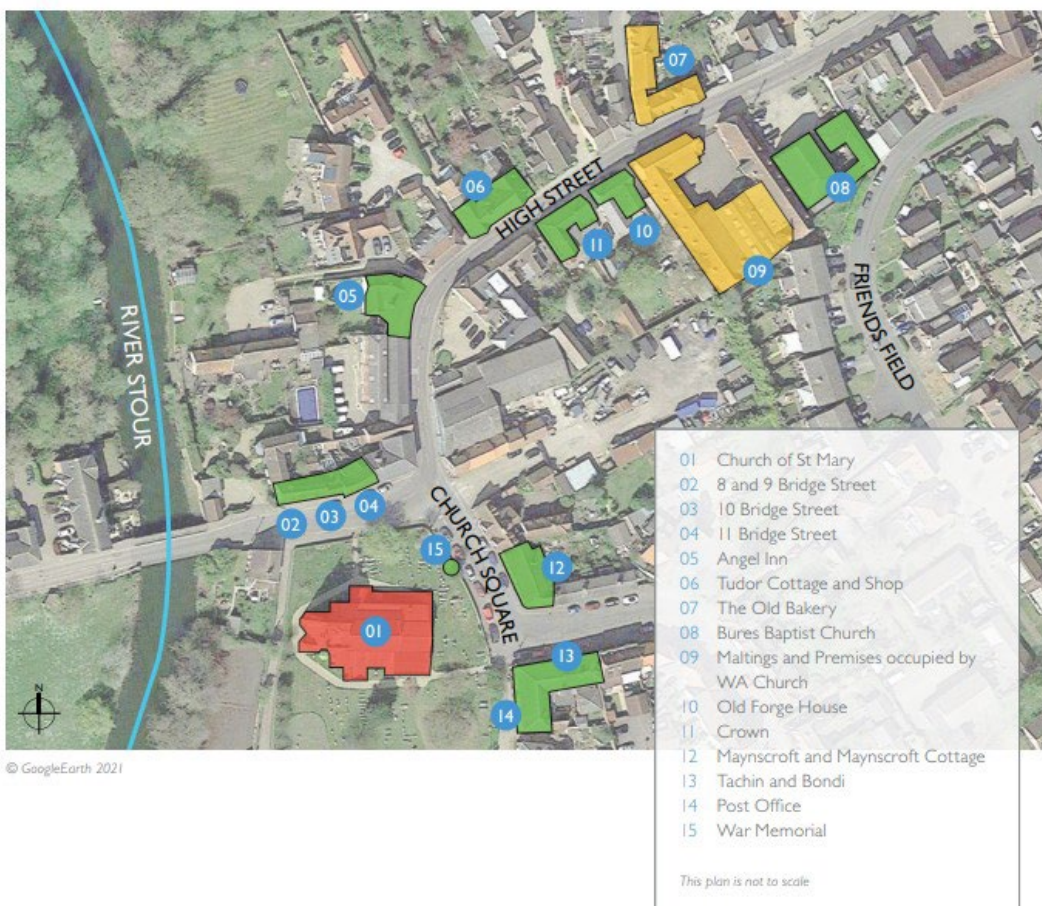 07
06
HIGH STREET
08
10
11
09
05
FRIENDS FIELD
RIVER STOUR
04
03
02
CHURCH SQUARE
15
12
01
13
14
N
© GoogleEarth 2021
01 Church of St Mary
02 8 and 9 Bridge Street
03 10 Bridge Street
04 11 Bridge Street
05 Angel Inn
06 Tudor Cottage and Shop
07 The Old Bakery
08 Bures Baptist Church
09 Maltings and Premises occupied by
WA Church
10 Old Forge House
11 Crown
12 Maynscroft and Maynscroft Cottage
13 Tachin and Bondi
14 Post Office
15 War Memorial
This plan is not to scale